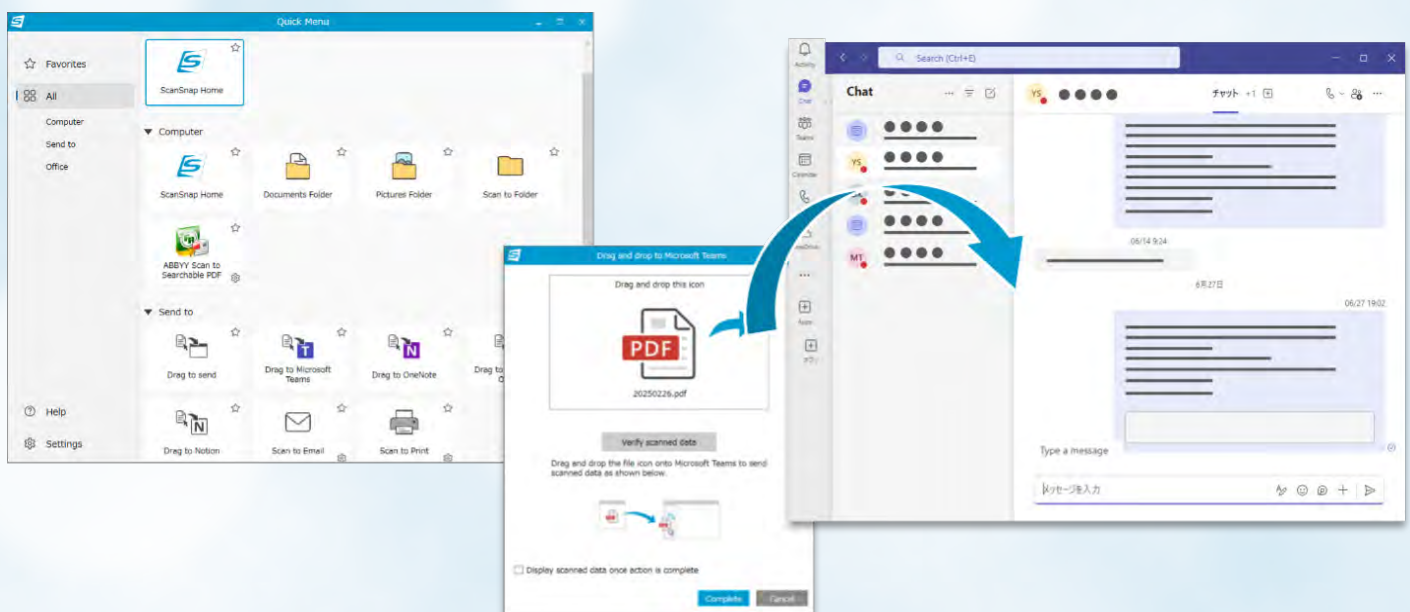 Quick Menu
Favorites
All
Computer
Send to
Office
Help
Settings
ScanSnap Home
Computer
ScanSnap Home
Documents Folder
Pictures Folder
Scan to Folder
ABBYY Scan to
Searchable PDF
Send to
Drag to send
Drag to Microsoft
Teams
Drag to OneNote
Drag to
Drag to Notion
Scan to Email
Scan to Print
Drag and drop to Microsoft Teams
Drag and drop this icon
PDF
20250226.pdf
Verify scanned data
Drag and drop the file icon onto Microsoft Teams to send
scanned data as shown below.
Display scanned data once action is complete
Complete
Cancel
Search (Ctrl+E)
Activity
Chat
Teams
Calendar
Chat
YS
MT
YS
チャット +1
06/14 9:24
6月27日
06/27 19:02
Type a message
メッセージを入力